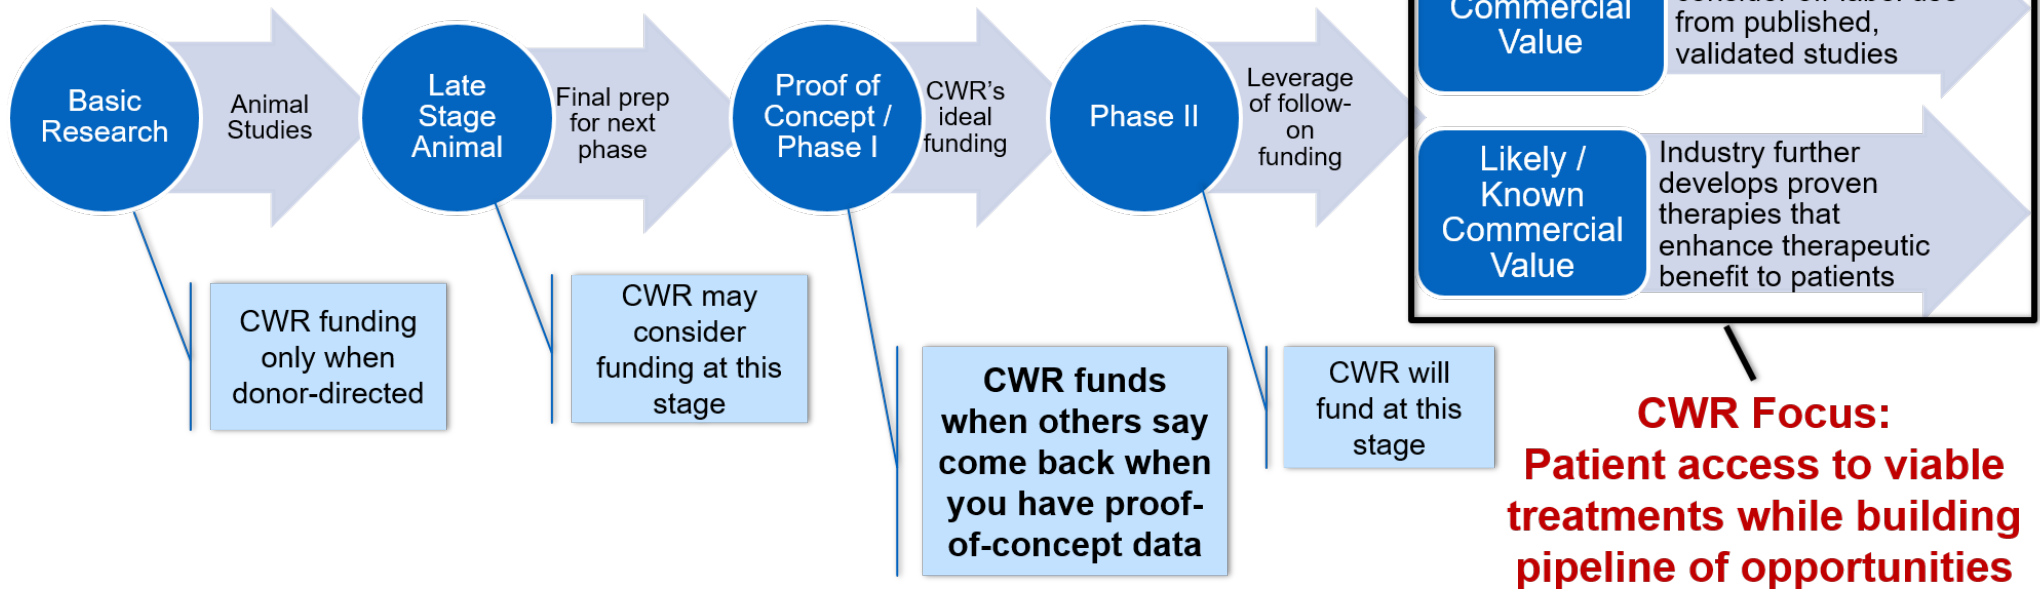 Basic
Research
Animal
Studies
Late
Stage
Animal
Final prep
for next
phase
Proof of
Concept /
Phase I
CWR's
ideal
funding
Phase II
Leverage
of follow-
on
funding
Commercial
Value
from published,
validated studies
Likely /
Known
Commercial
Value
Industry further
develops proven
therapies that
enhance therapeutic
benefit to patients
CWR funding
only when
donor-directed
CWR may
consider
funding at this
stage
CWR funds
when others say
come back when
you have proof-
of-concept data
CWR will
fund at this
stage
CWR Focus:
Patient access to viable
treatments while building
pipeline of opportunities